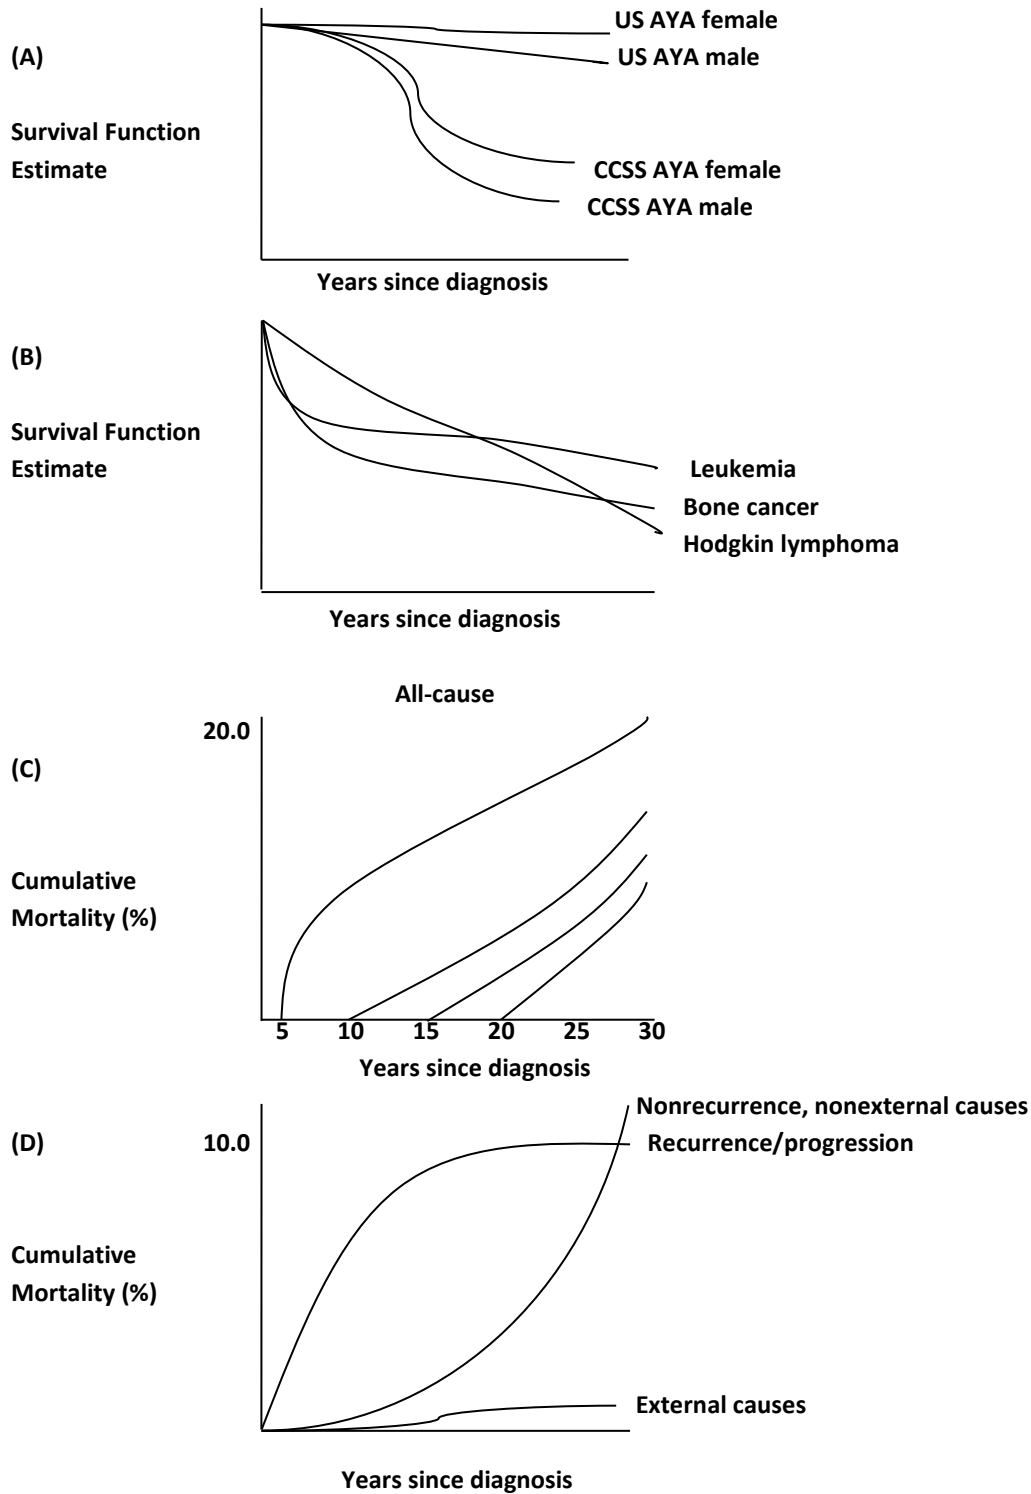 US AYA female
(A)
US AYA male
Survival Function
Estimate
CCSS AYA female
CCSS AYA male
Years since diagnosis
(B)
Survival Function
Estimate
Leukemia
Bone cancer
Hodgkin lymphoma
Years since diagnosis
All-cause
20.0
(C)
Cumulative
Mortality (%)
5 10 15 20 25 30
Years since diagnosis
Nonrecurrence, nonexternal causes
(D) 10.0 Recurrence/progression
Cumulative
Mortality (%)
External causes
Years since diagnosis